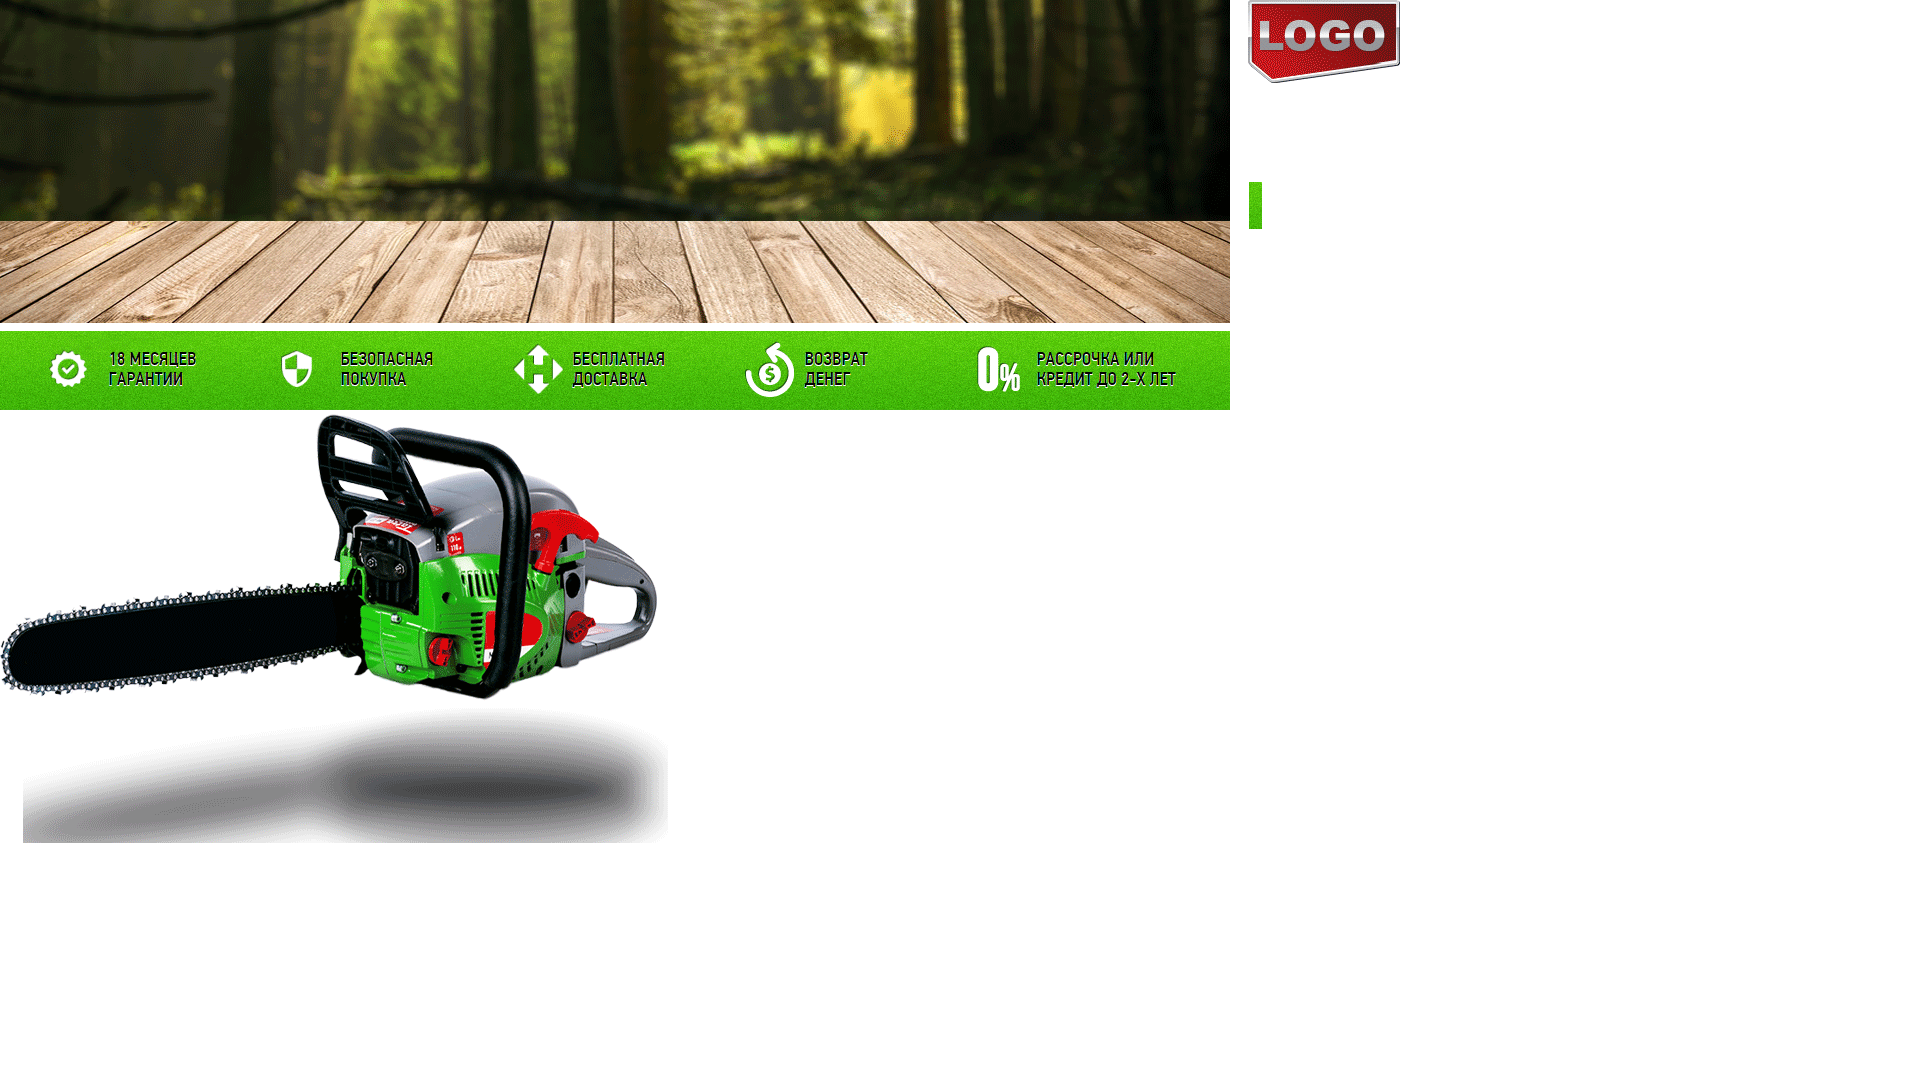 LOGO
18 МЕСЯЦЕВ
ГАРАНТИИ
БЕЗОПАСНАЯ
ПОКУПКА
БЕСПЛАТНАЯ
ДОСТАВКА
ВОЗВРАТ
ДЕНЕГ
0%
РАССРОЧКА ИЛИ
КРЕДИТ ДО 2-Х ЛЕТ